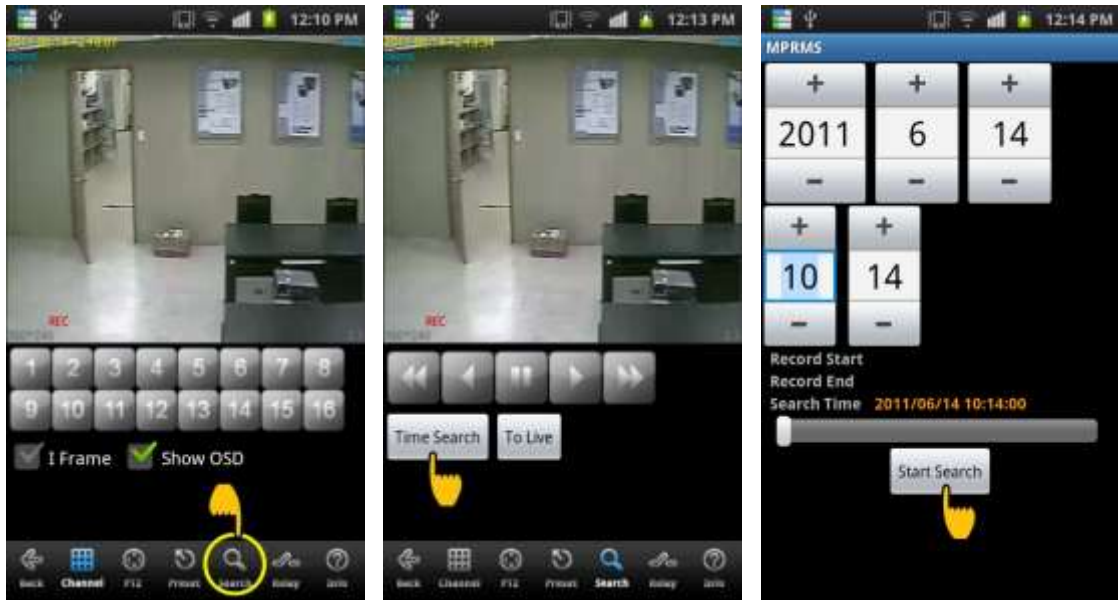 12:10 PM
REC
1 2 3 4 5 6 7 8
9 10 11 12 13 14 15 16
I Frame Show OSD
Back Channel PTZ Preset Search Relay Info
12:13 PM
REC
Time Search To Live
Back Channel PTZ Preset Search Relay Info
12:14 PM
MPRMS
+ + +
2011 6 14
- - -
+ +
10 14
- -
Record Start
Record End
Search Time 2011/06/14 10:14:00
Start Search